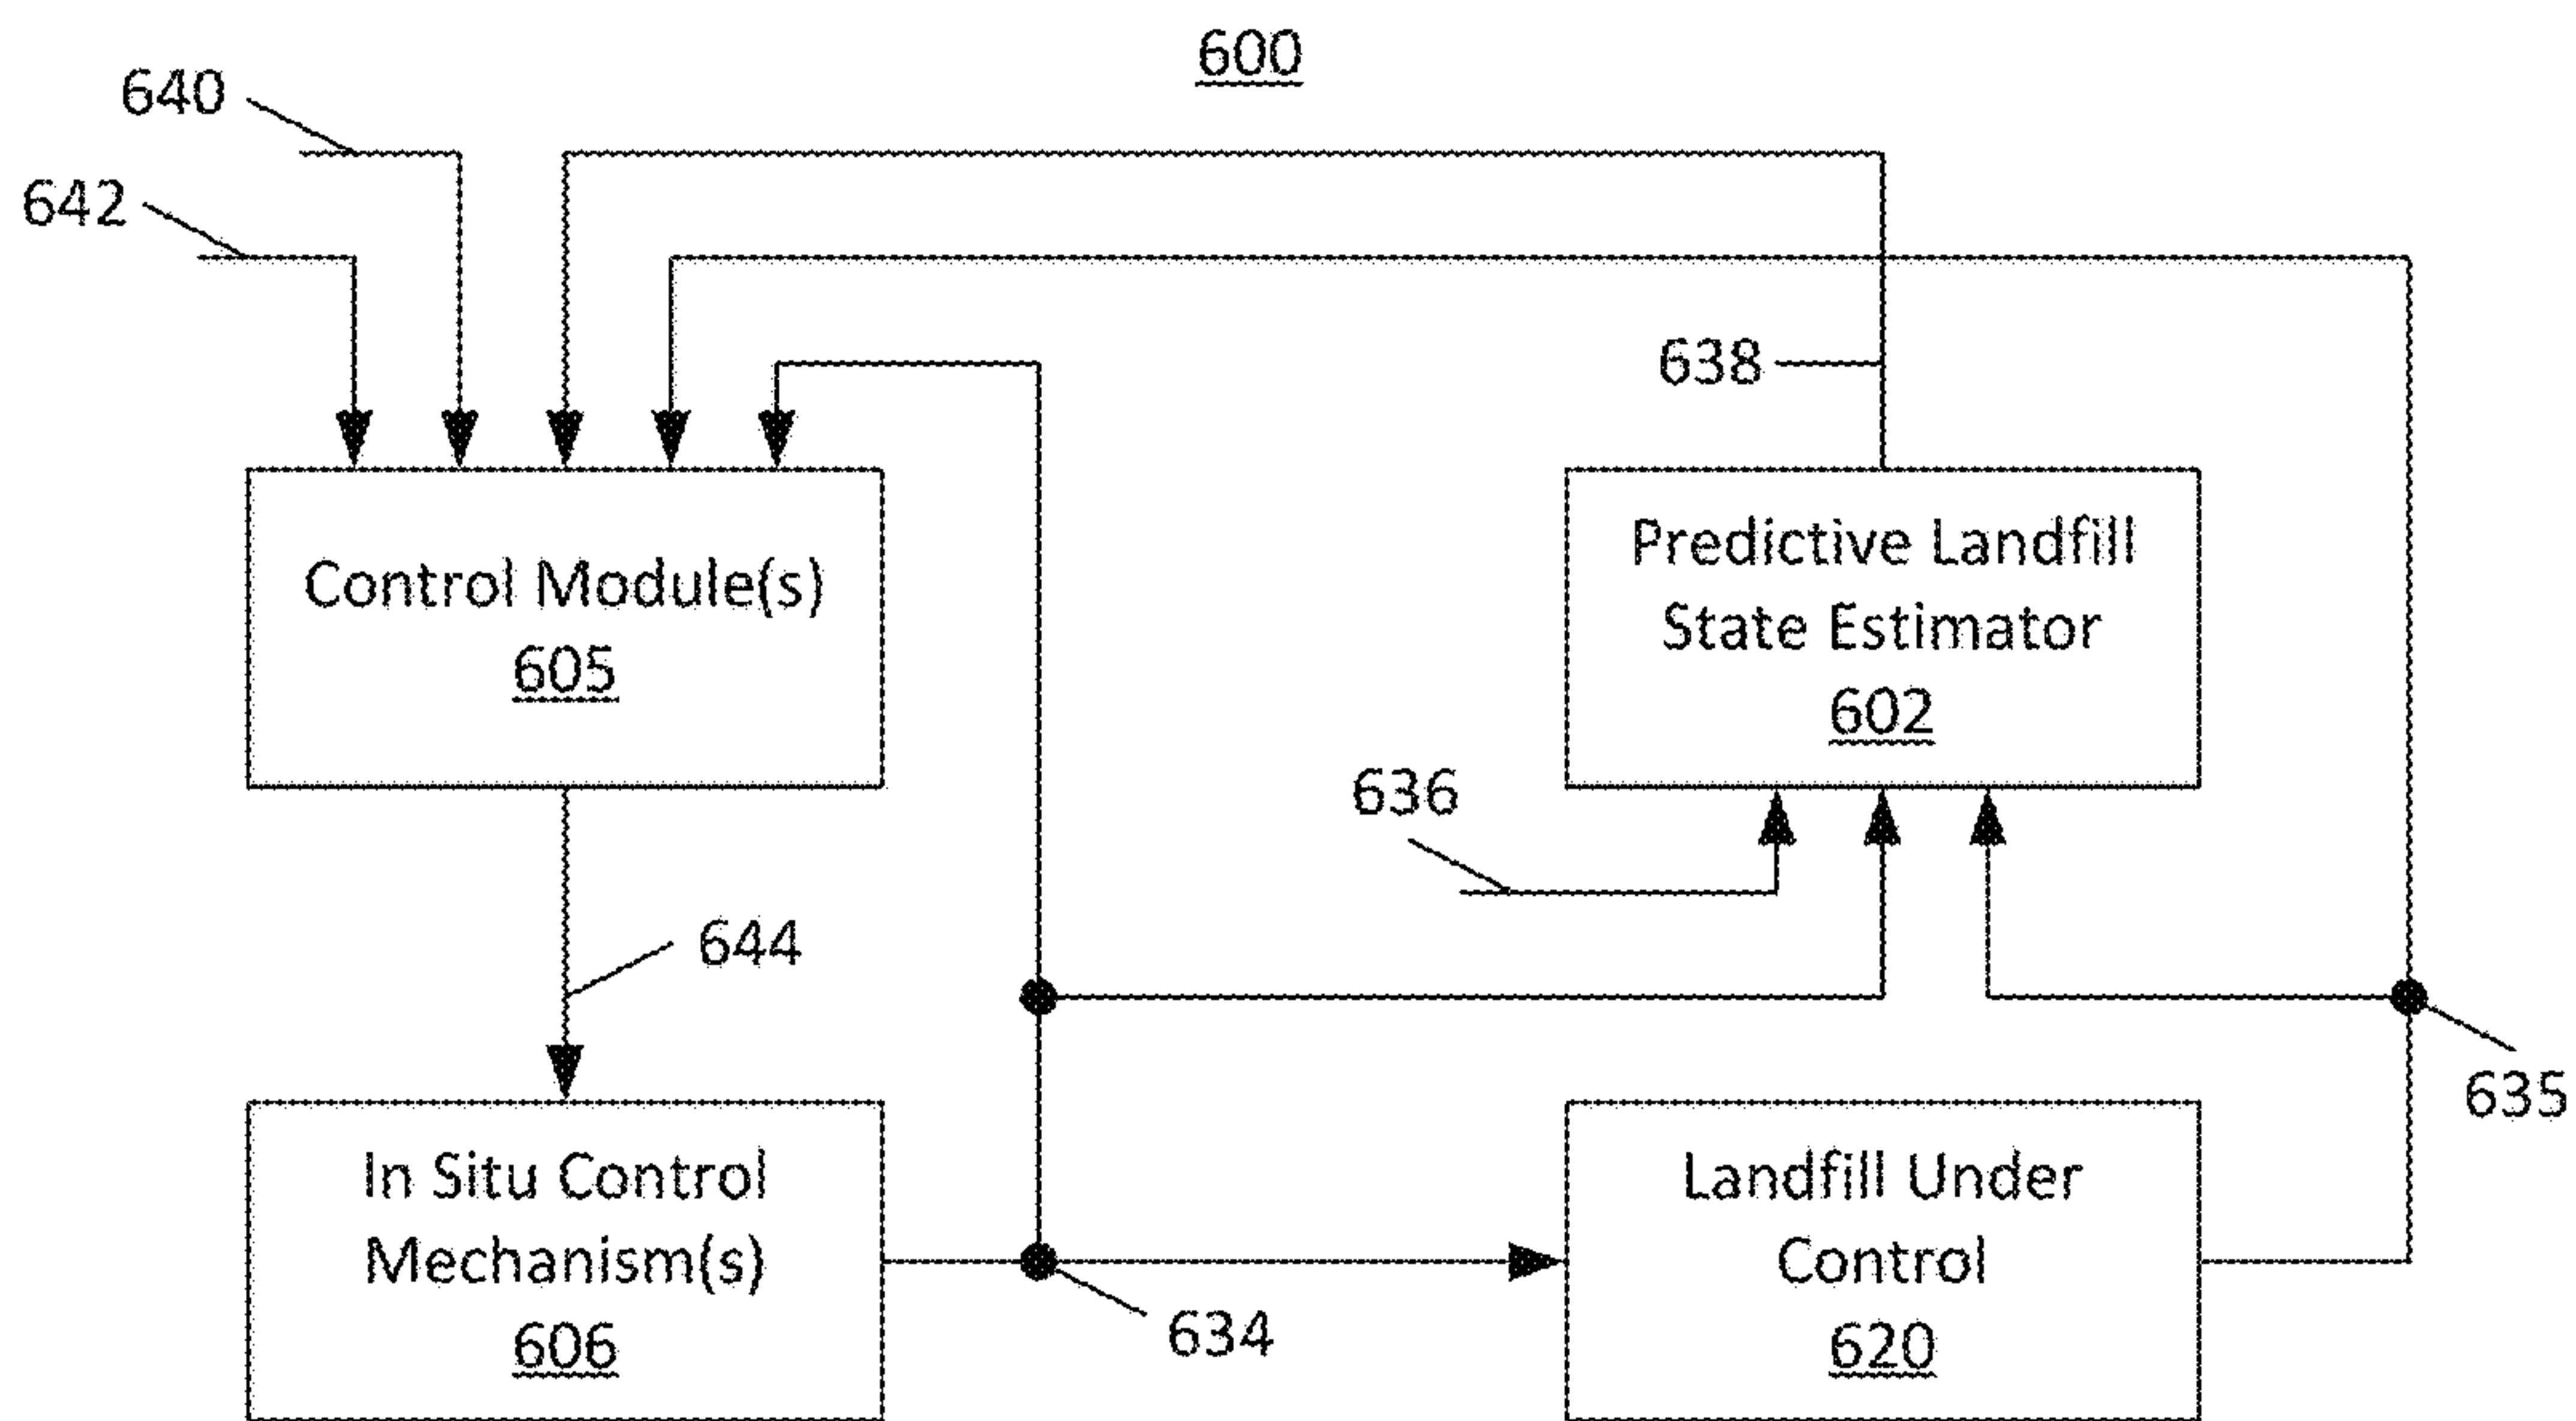 600
640
642
638
Control Module(s)
605
Predictive Landfill
State Estimator
602
636
644
635
In Situ Control
Mechanism(s)
606
634
Landfill Under
Control
620